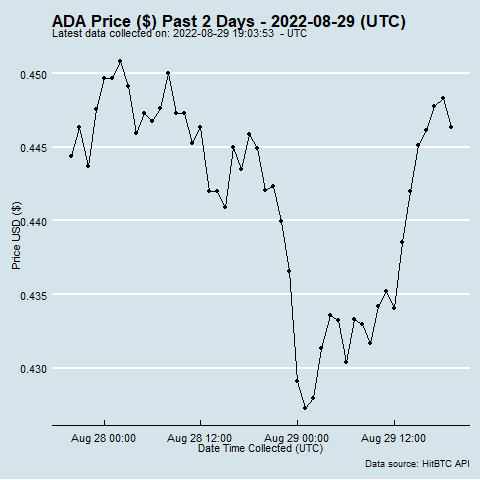 ADA Price ($) Past 2 Days - 2022-08-29 (UTC)
Latest data collected on: 2022-08-29 19:03:53 - UTC
0.450
0.445
0.440
0.435
0.430
Price USD ($)
Aug 28 00:00 Aug 28 12:00 Aug 29 00:00 Aug 29 12:00
Date Time Collected (UTC)
Data source: HitBTC API